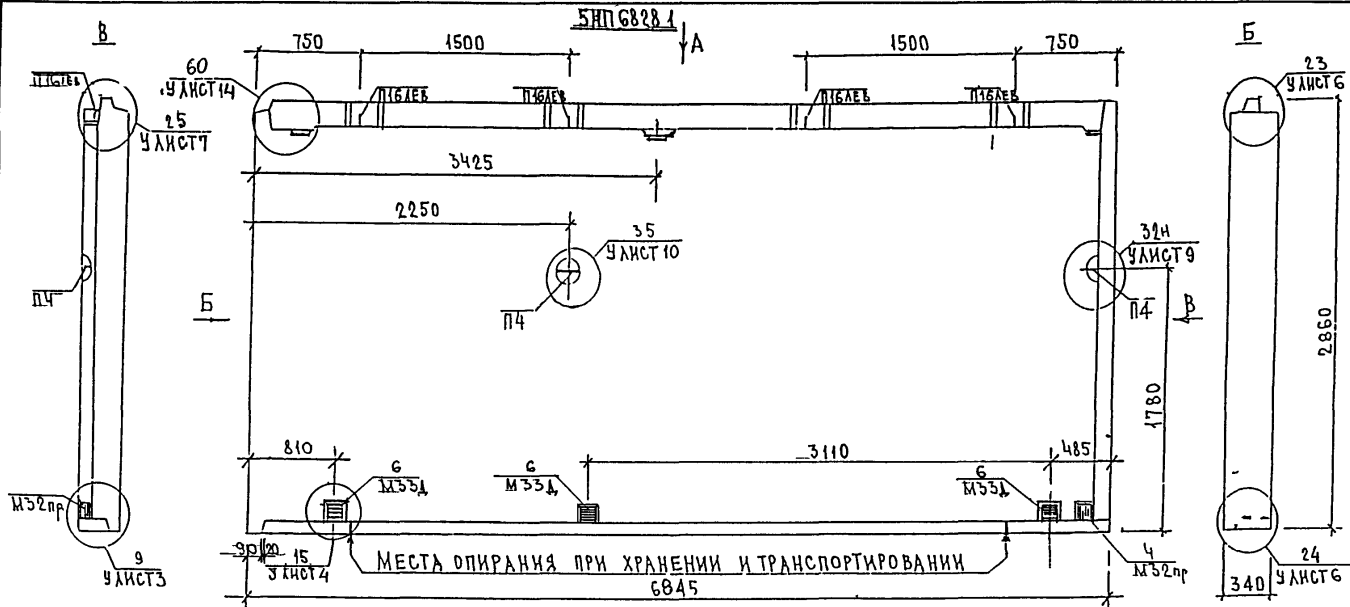 5НП 6828 1
В
750
1500
А
1500
750
Б
П16ЛЕВ
60
У ЛИСТ 14
П16ЛЕВ
П16ЛЕВ
П16ЛЕВ
П16ЛЕВ
23
У ЛИСТ 6
25
У ЛИСТ 7
3425
2250
35
У ЛИСТ 10
32Н
У ЛИСТ 9
П4
Б
П4
П4
В
2860
1780
810
3110
485
6
М33Д
6
М33Д
6
М33Д
М32пр
90
20
15
У ЛИСТ 4
МЕСТА ОПИРАНИЯ ПРИ ХРАНЕНИИ И ТРАНСПОРТИРОВАНИИ
4
М32пр
9
У ЛИСТ 3
6845
340
24
У ЛИСТ 6